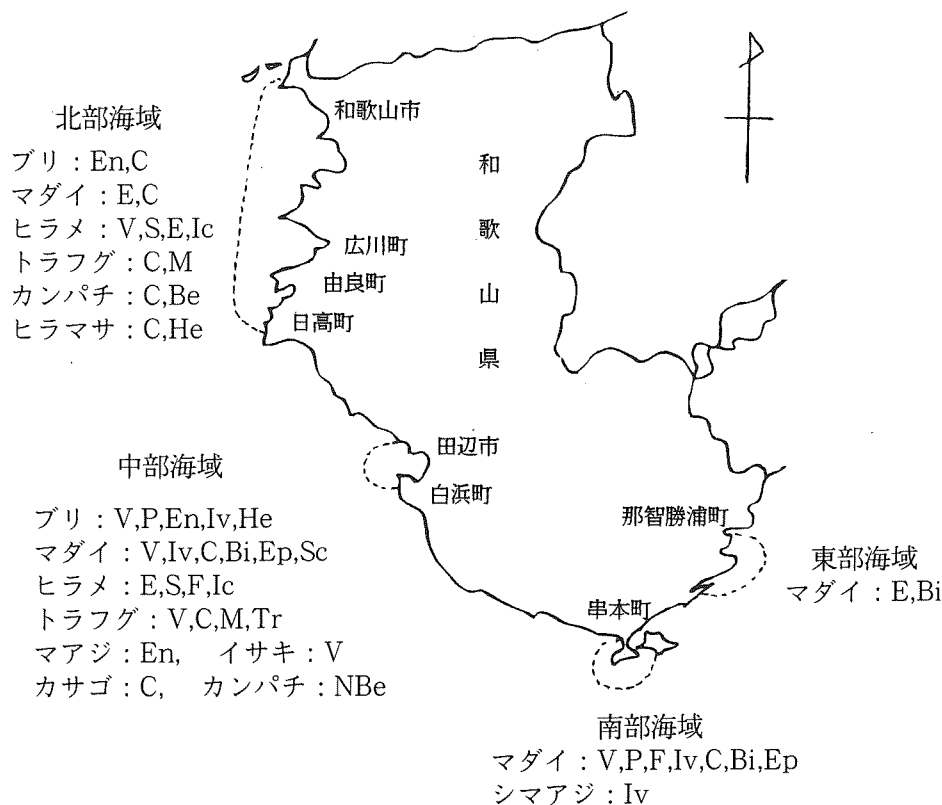 北部海域
ブリ：En,C
マダイ：E,C
ヒラメ：V,S,E,Ic
トラフグ：C,M
カンパチ：C,Be
ヒラマサ：C,He
和歌山市
広川町
由良町
日高町
和歌山県
中部海域
ブリ：V,P,En,Iv,He
マダイ：V,Iv,C,Bi,Ep,Sc
ヒラメ：E,S,F,Ic
トラフグ：V,C,M,Tr
マアジ：En,　イサキ：V
カサゴ：C,　カンパチ：NBe
田辺市
白浜町
那智勝浦町
東部海域
マダイ：E,Bi
串本町
南部海域
マダイ：V,P,F,Iv,C,Bi,Ep
シマアジ：Iv